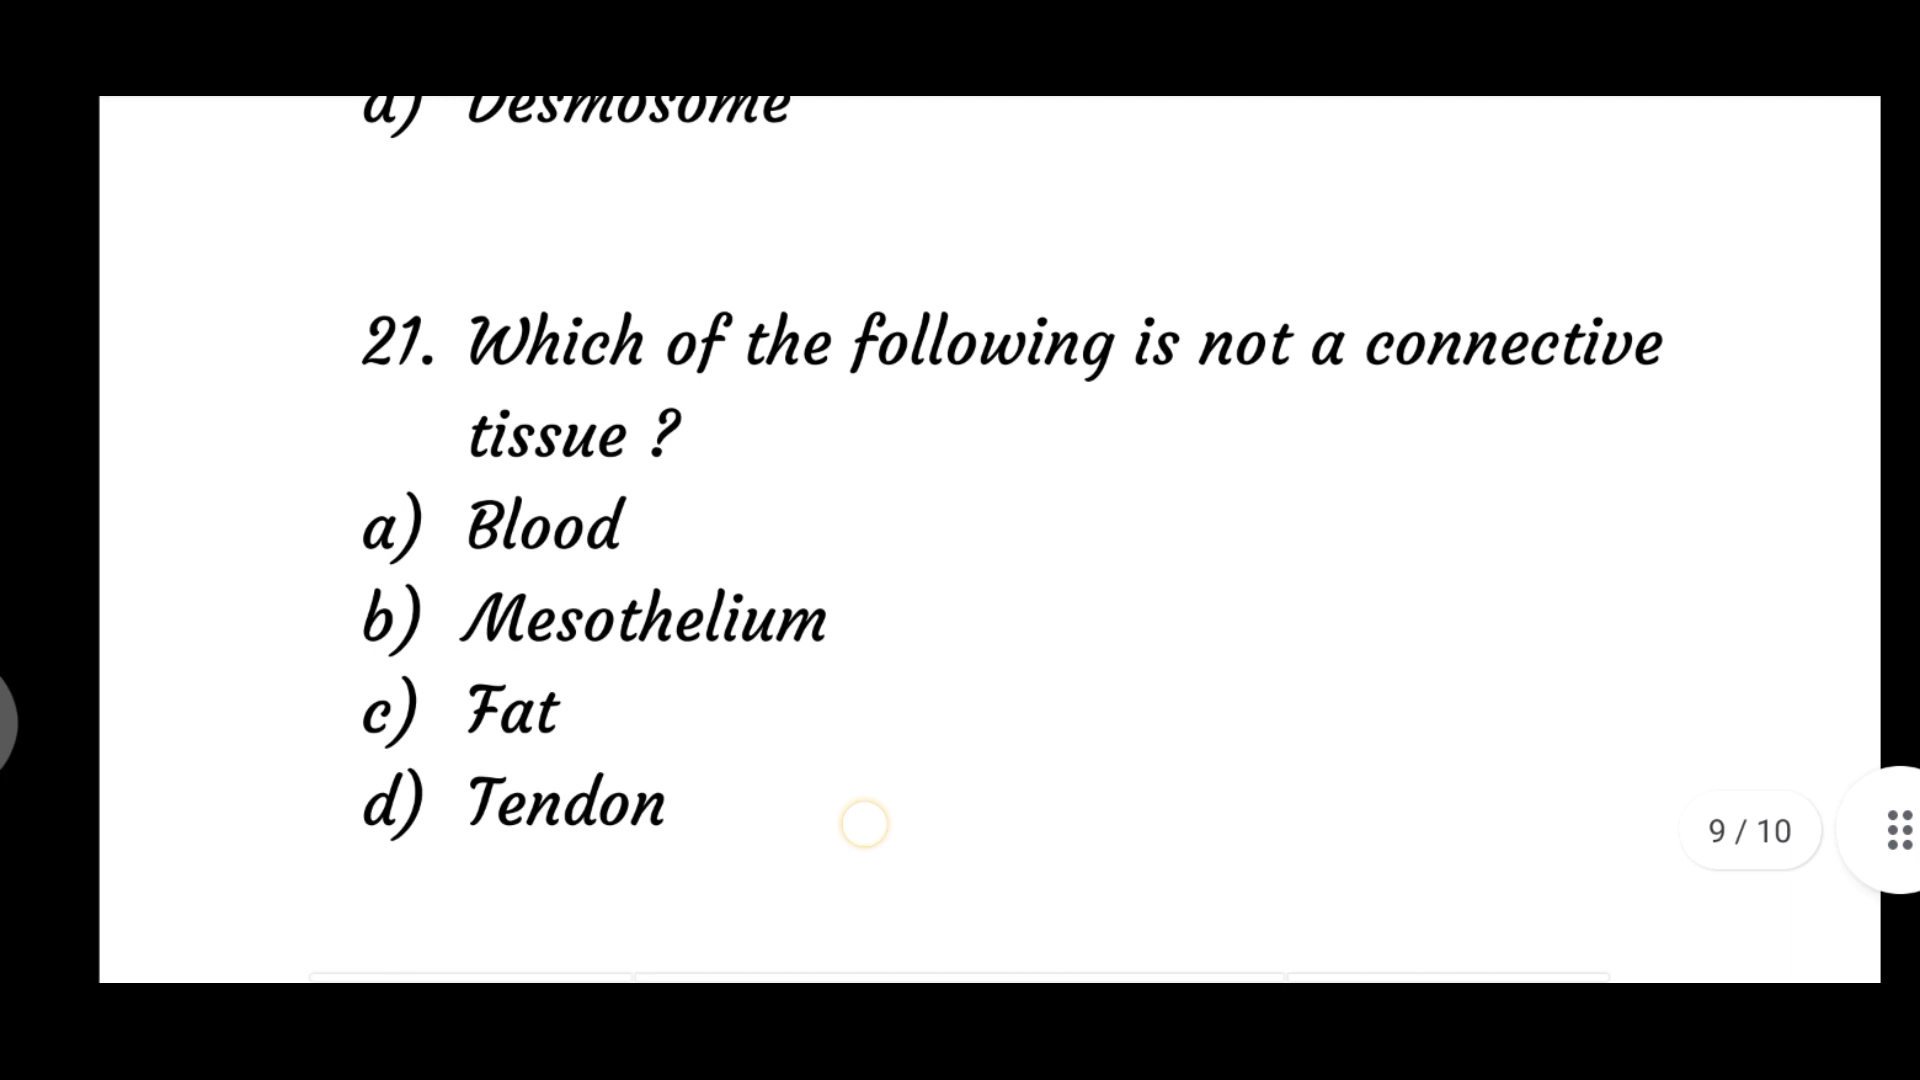 d) Desmosome
21. Which of the following is not a connective
tissue ?
a) Blood
b) Mesothelium
c) Fat
d) Tendon
9 / 10